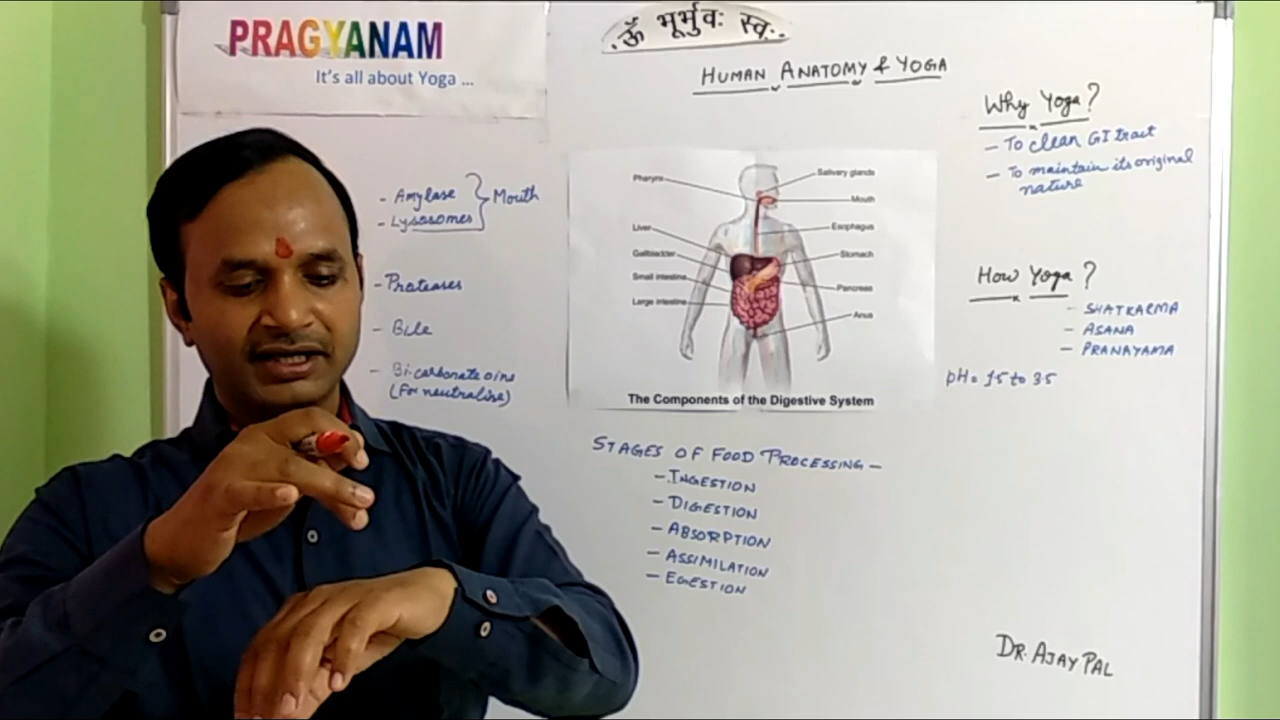 PRAGYANAM
It's all about Yoga ...
. ॐ भूर्भुवः स्वः .
HUMAN ANATOMY & YOGA
- Amylase
- Lysosomes
Mouth
- Proteases
- Bile
- Bicarbonate oins
(For neutralise)
Pharynx
Liver
Gallbladder
Small intestine
Large intestine
Salivary glands
Mouth
Esophagus
Stomach
Pancreas
Anus
The Components of the Digestive System
STAGES OF FOOD PROCESSING -
- INGESTION
- DIGESTION
- ABSORPTION
- ASSIMILATION
- EGESTION
Why Yoga?
- To clean GI tract
- To maintain its original
nature
How Yoga ?
- SHATKARMA
- ASANA
- PRANAYAMA
pH = 1.5 to 3.5
DR. AJAY PAL